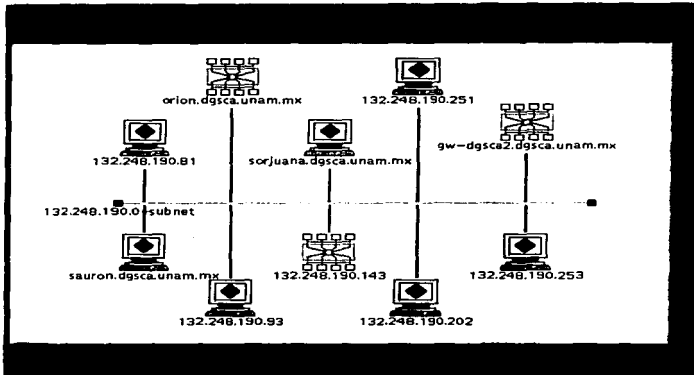 orion.dgsca.unam.mx
132.248.190.251
gw-dgsca2.dgsca.unam.mx
132.248.190.81
sorjuana.dgsca.unam.mx
132.248.190.0-subnet
sauron.dgsca.unam.mx
132.248.190.143
132.248.190.253
132.248.190.93
132.248.190.202